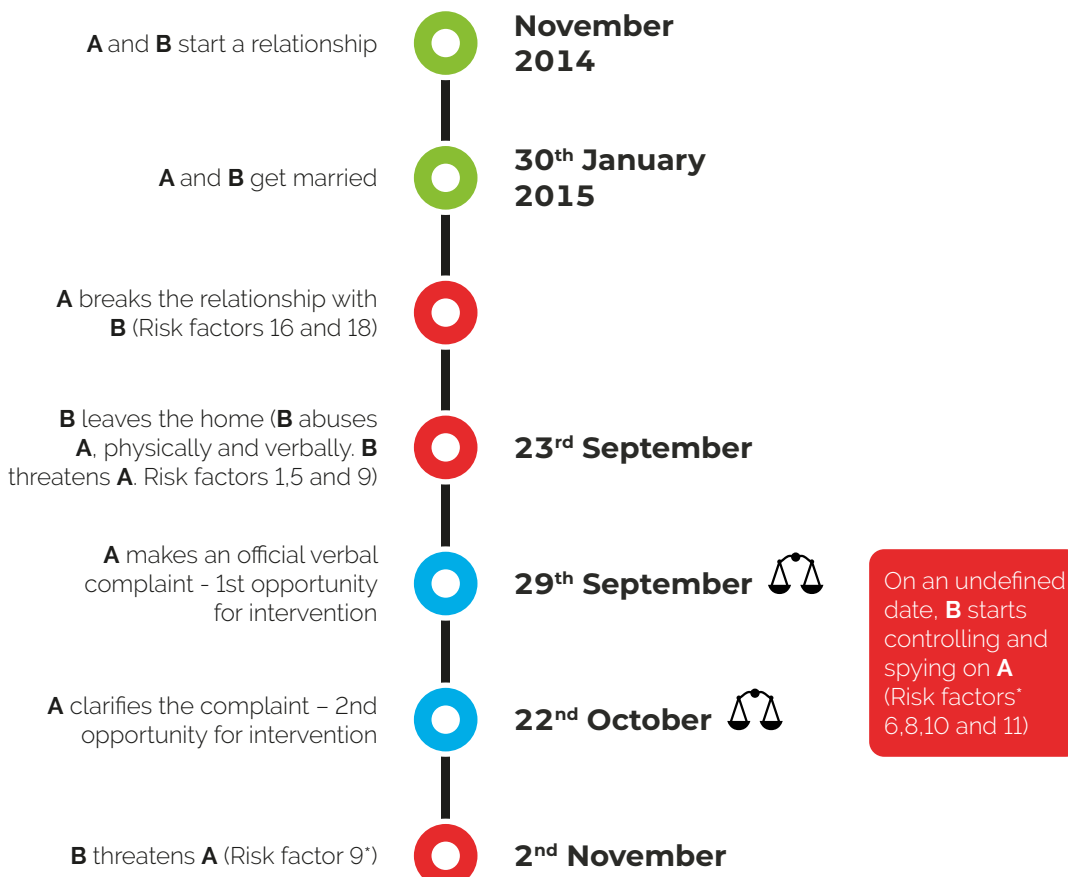 A and B start a relationship
November
2014
A and B get married
30th January
2015
A breaks the relationship with
B (Risk factors 16 and 18)
B leaves the home (B abuses
A, physically and verbally. B
threatens A. Risk factors 1,5 and 9)
23rd September
A makes an official verbal
complaint - 1st opportunity
for intervention
29th September
On an undefined
date, B starts
controlling and
spying on A
(Risk factors*
6,8,10 and 11)
A clarifies the complaint – 2nd
opportunity for intervention
22nd October
B threatens A (Risk factor 9*)
2nd November